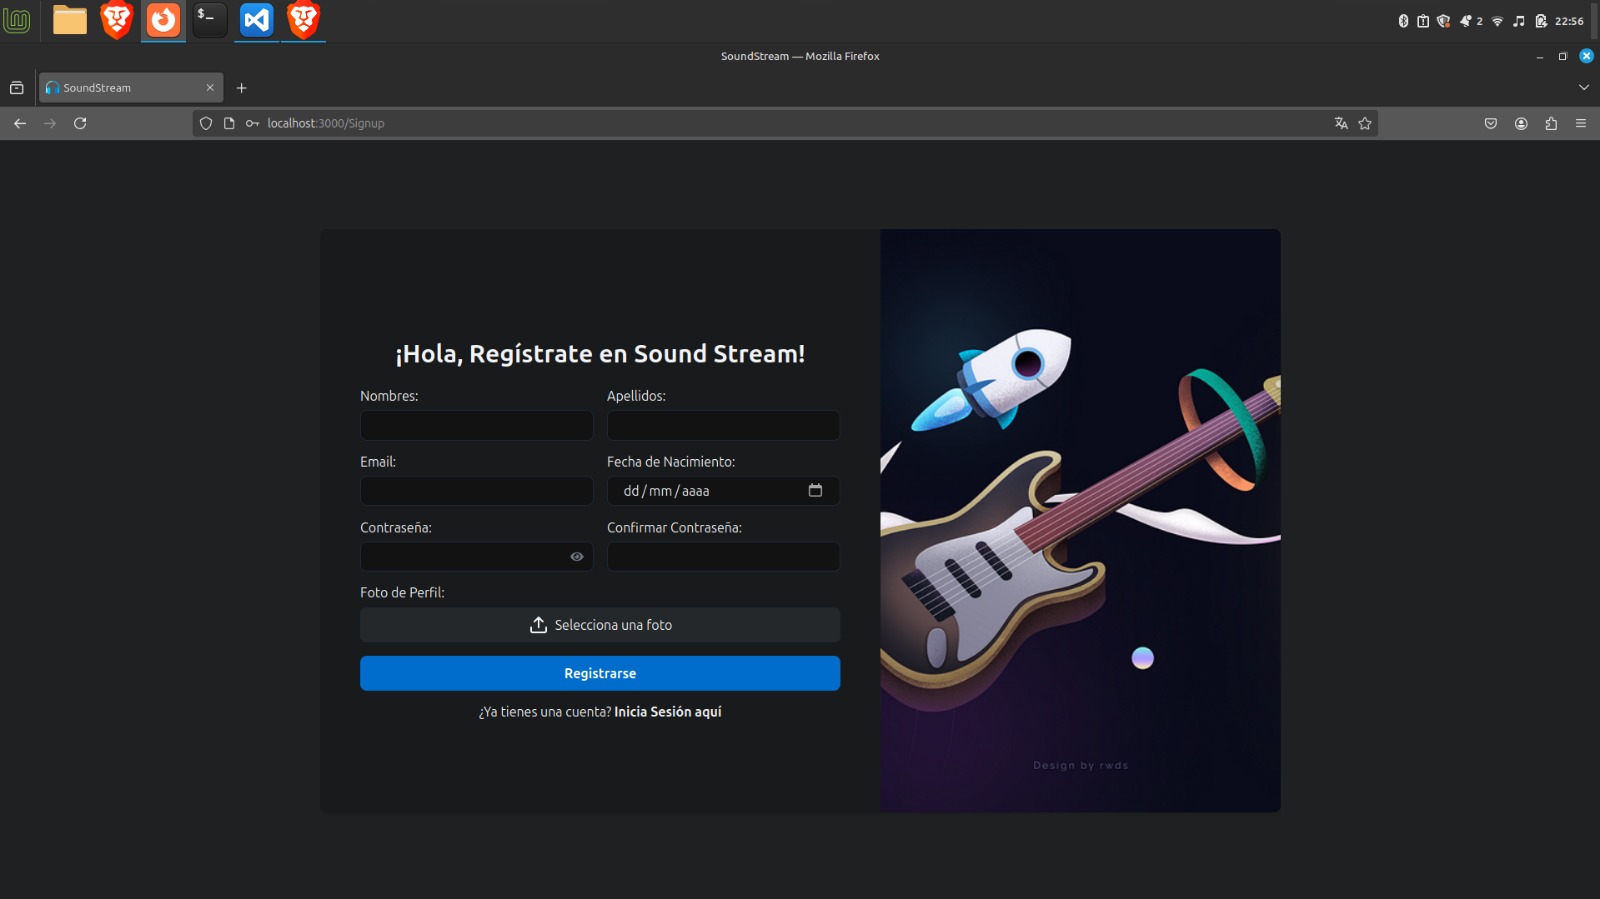 $_
2
22:56
SoundStream — Mozilla Firefox
SoundStream
localhost:3000/Signup
¡Hola, Regístrate en Sound Stream!
Nombres:
Apellidos:
Email:
Fecha de Nacimiento:
dd/mm/aaaa
Contraseña:
Confirmar Contraseña:
Foto de Perfil:
Selecciona una foto
Registrarse
¿Ya tienes una cuenta? Inicia Sesión aquí
Design by rwds